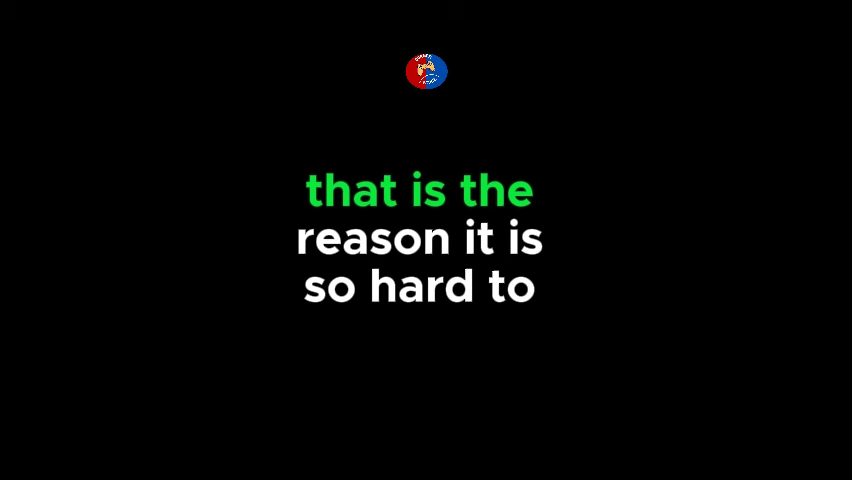 that is the
reason it is
so hard to